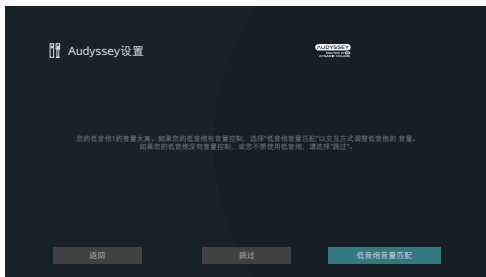 Audyssey设置
AUDYSSEY
DYNAMIC VOLUME
您的低音炮1的音量太高。如果您的低音炮有音量控制，选择"低音炮音量匹配"以交互方式调整低音炮的 音量。
如果您的低音炮没有音量控制，或您不想使用低音炮，请选择"跳过"。
返回
跳过
低音炮音量匹配